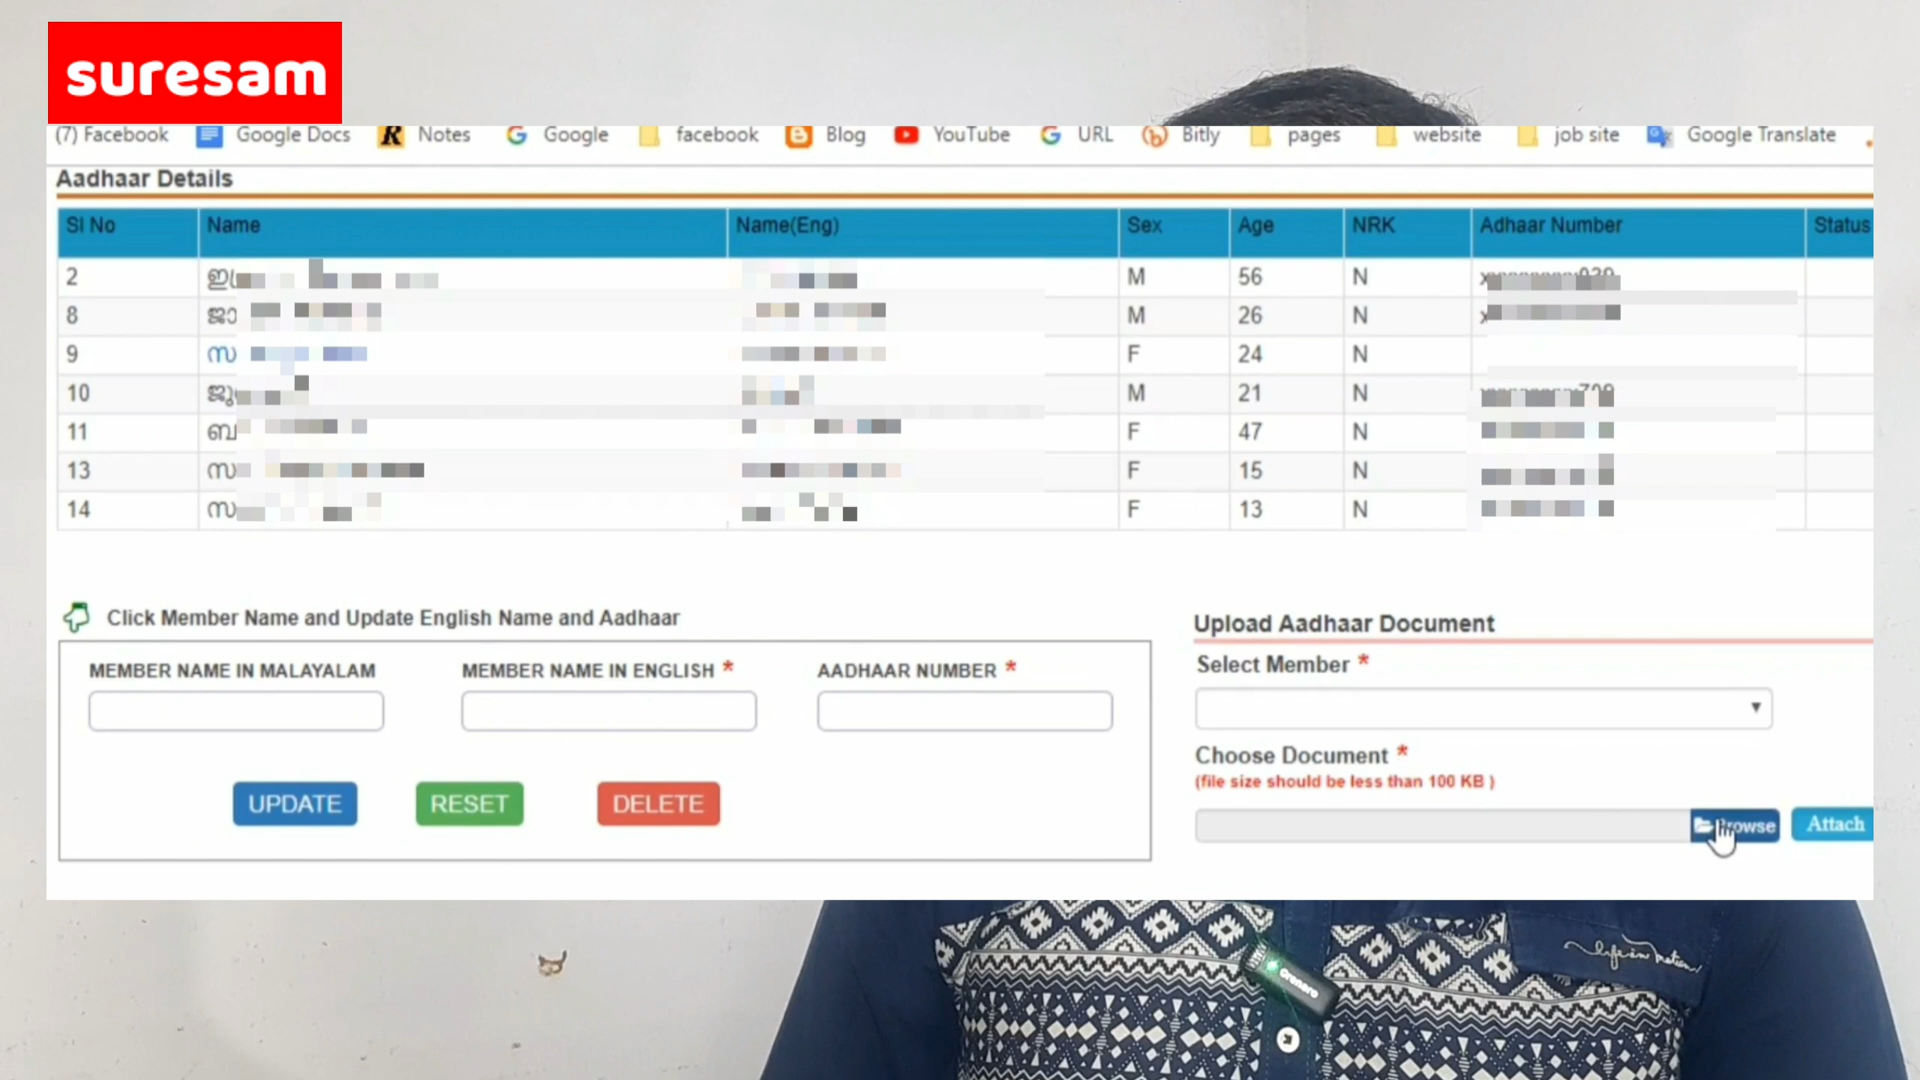 suresam
(7) Facebook Google Docs Notes Google facebook Blog YouTube URL Bitly pages website job site Google Translate
Aadhaar Details
Sl No Name Name(Eng) Sex Age NRK Adhaar Number Status
2 M 56 N
8 M 26 N
9 F 24 N
10 M 21 N
11 F 47 N
13 F 15 N
14 F 13 N
Click Member Name and Update English Name and Aadhaar
MEMBER NAME IN MALAYALAM MEMBER NAME IN ENGLISH * AADHAAR NUMBER *
UPDATE RESET DELETE
Upload Aadhaar Document
Select Member *
Choose Document *
(file size should be less than 100 KB )
Browse Attach
life in motion